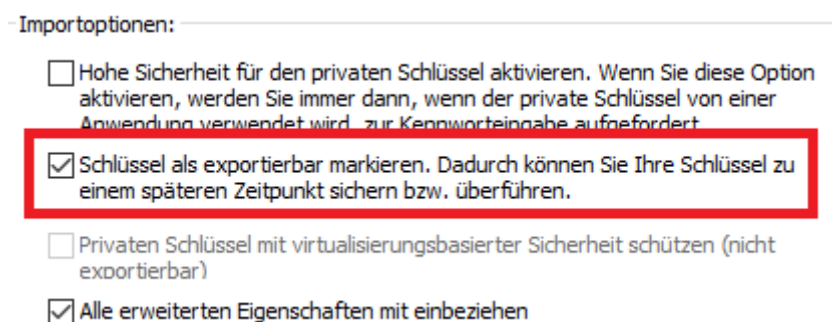 Importoptionen:
Hohe Sicherheit für den privaten Schlüssel aktivieren. Wenn Sie diese Option
aktivieren, werden Sie immer dann, wenn der private Schlüssel von einer
Anwendung verwendet wird, zur Kennworteingabe aufgefordert.
Schlüssel als exportierbar markieren. Dadurch können Sie Ihre Schlüssel zu
einem späteren Zeitpunkt sichern bzw. überführen.
Privaten Schlüssel mit virtualisierungsbasierter Sicherheit schützen (nicht
exportierbar)
Alle erweiterten Eigenschaften mit einbeziehen